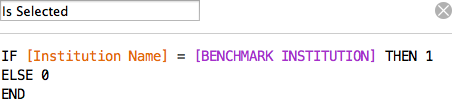 Is Selected
IF [Institution Name] = [BENCHMARK INSTITUTION] THEN 1
ELSE 0
END